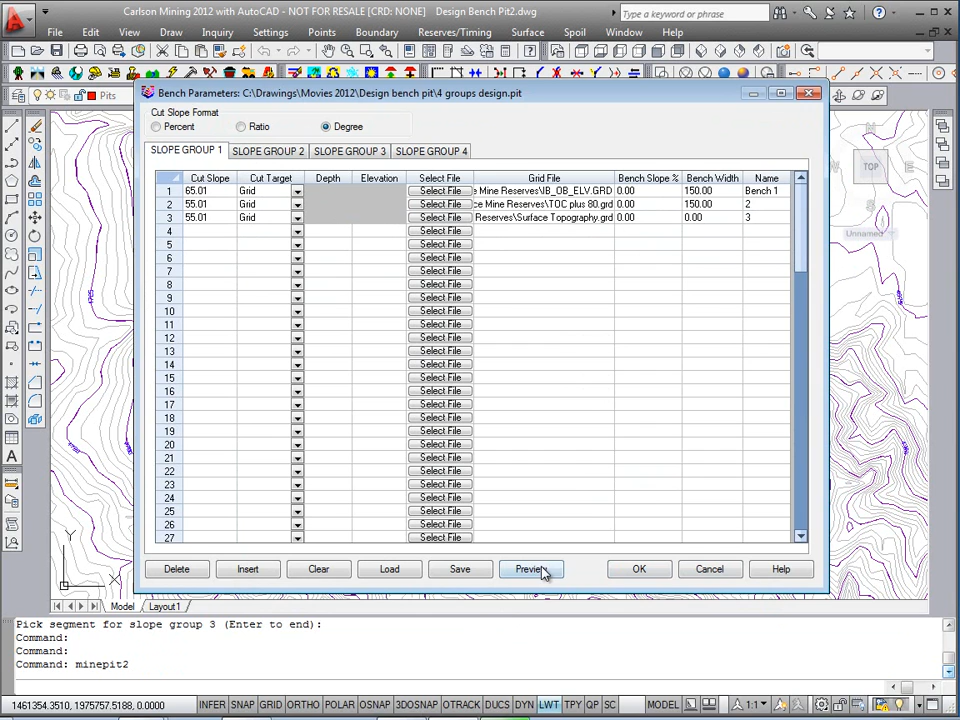 Carlson Mining 2012 with AutoCAD - NOT FOR RESALE [CRD: NONE] Design Bench Pit2.dwg
Type a keyword or phrase
File Edit View Draw Inquiry Settings Points Boundary Reserves/Timing Surface Spoil Window Help
Pits
Bench Parameters: C:\Drawings\Movies 2012\Design bench pit\4 groups design.pit
Cut Slope Format
Percent Ratio Degree
SLOPE GROUP 1 SLOPE GROUP 2 SLOPE GROUP 3 SLOPE GROUP 4
Cut Slope Cut Target Depth Elevation Select File Grid File Bench Slope % Bench Width Name
1 65.01 Grid Select File e Mine Reserves\IB_OB_ELV.GRD 0.00 150.00 Bench 1
2 55.01 Grid Select File ce Mine Reserves\TOC plus 80.grd 0.00 150.00 2
3 55.01 Grid Select File Reserves\Surface Topography.grd 0.00 0.00 3
4 Select File
5 Select File
6 Select File
7 Select File
8 Select File
9 Select File
10 Select File
11 Select File
12 Select File
13 Select File
14 Select File
15 Select File
16 Select File
17 Select File
18 Select File
19 Select File
20 Select File
21 Select File
22 Select File
23 Select File
24 Select File
25 Select File
26 Select File
27 Select File
Delete Insert Clear Load Save Preview OK Cancel Help
TOP
E
S
Unnamed
Y
X
Model Layout1
Pick segment for slope group 3 (Enter to end):
Command:
Command:
Command: minepit2
1461354.3510, 1975757.5188, 0.0000 INFER SNAP GRID ORTHO POLAR OSNAP 3DOSNAP OTRACK DUCS DYN LWT TPY QP SC MODEL 1:1